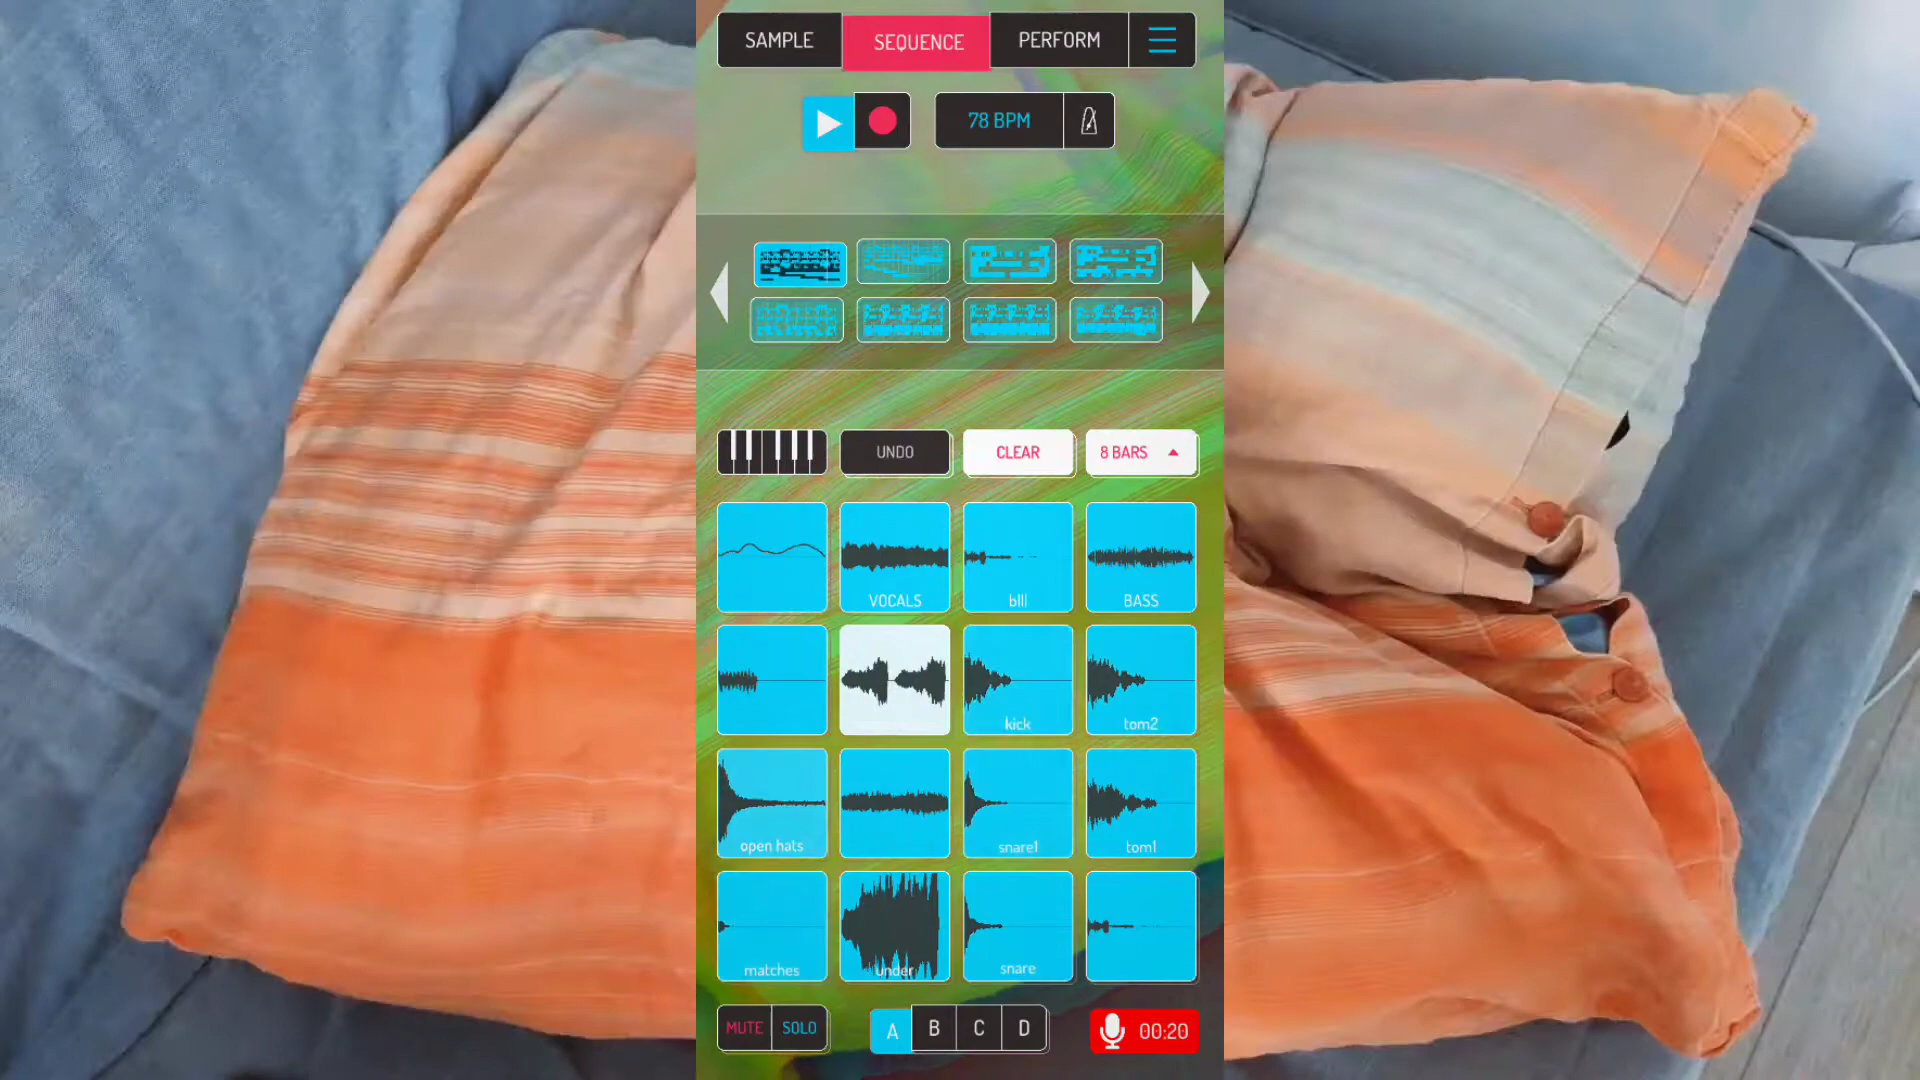 SAMPLE SEQUENCE PERFORM
78 BPM
UNDO CLEAR 8 BARS
VOCALS blll BASS
kick tom2
open hats snare1 tom1
matches under snare
MUTE SOLO A B C D 00:20